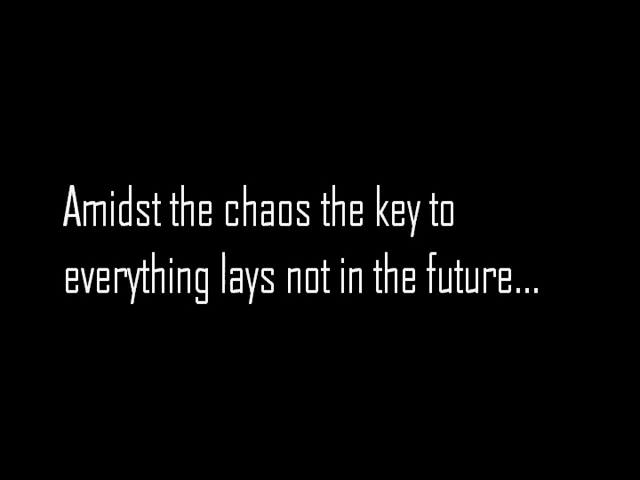 Amidst the chaos the key to
everything lays not in the future...